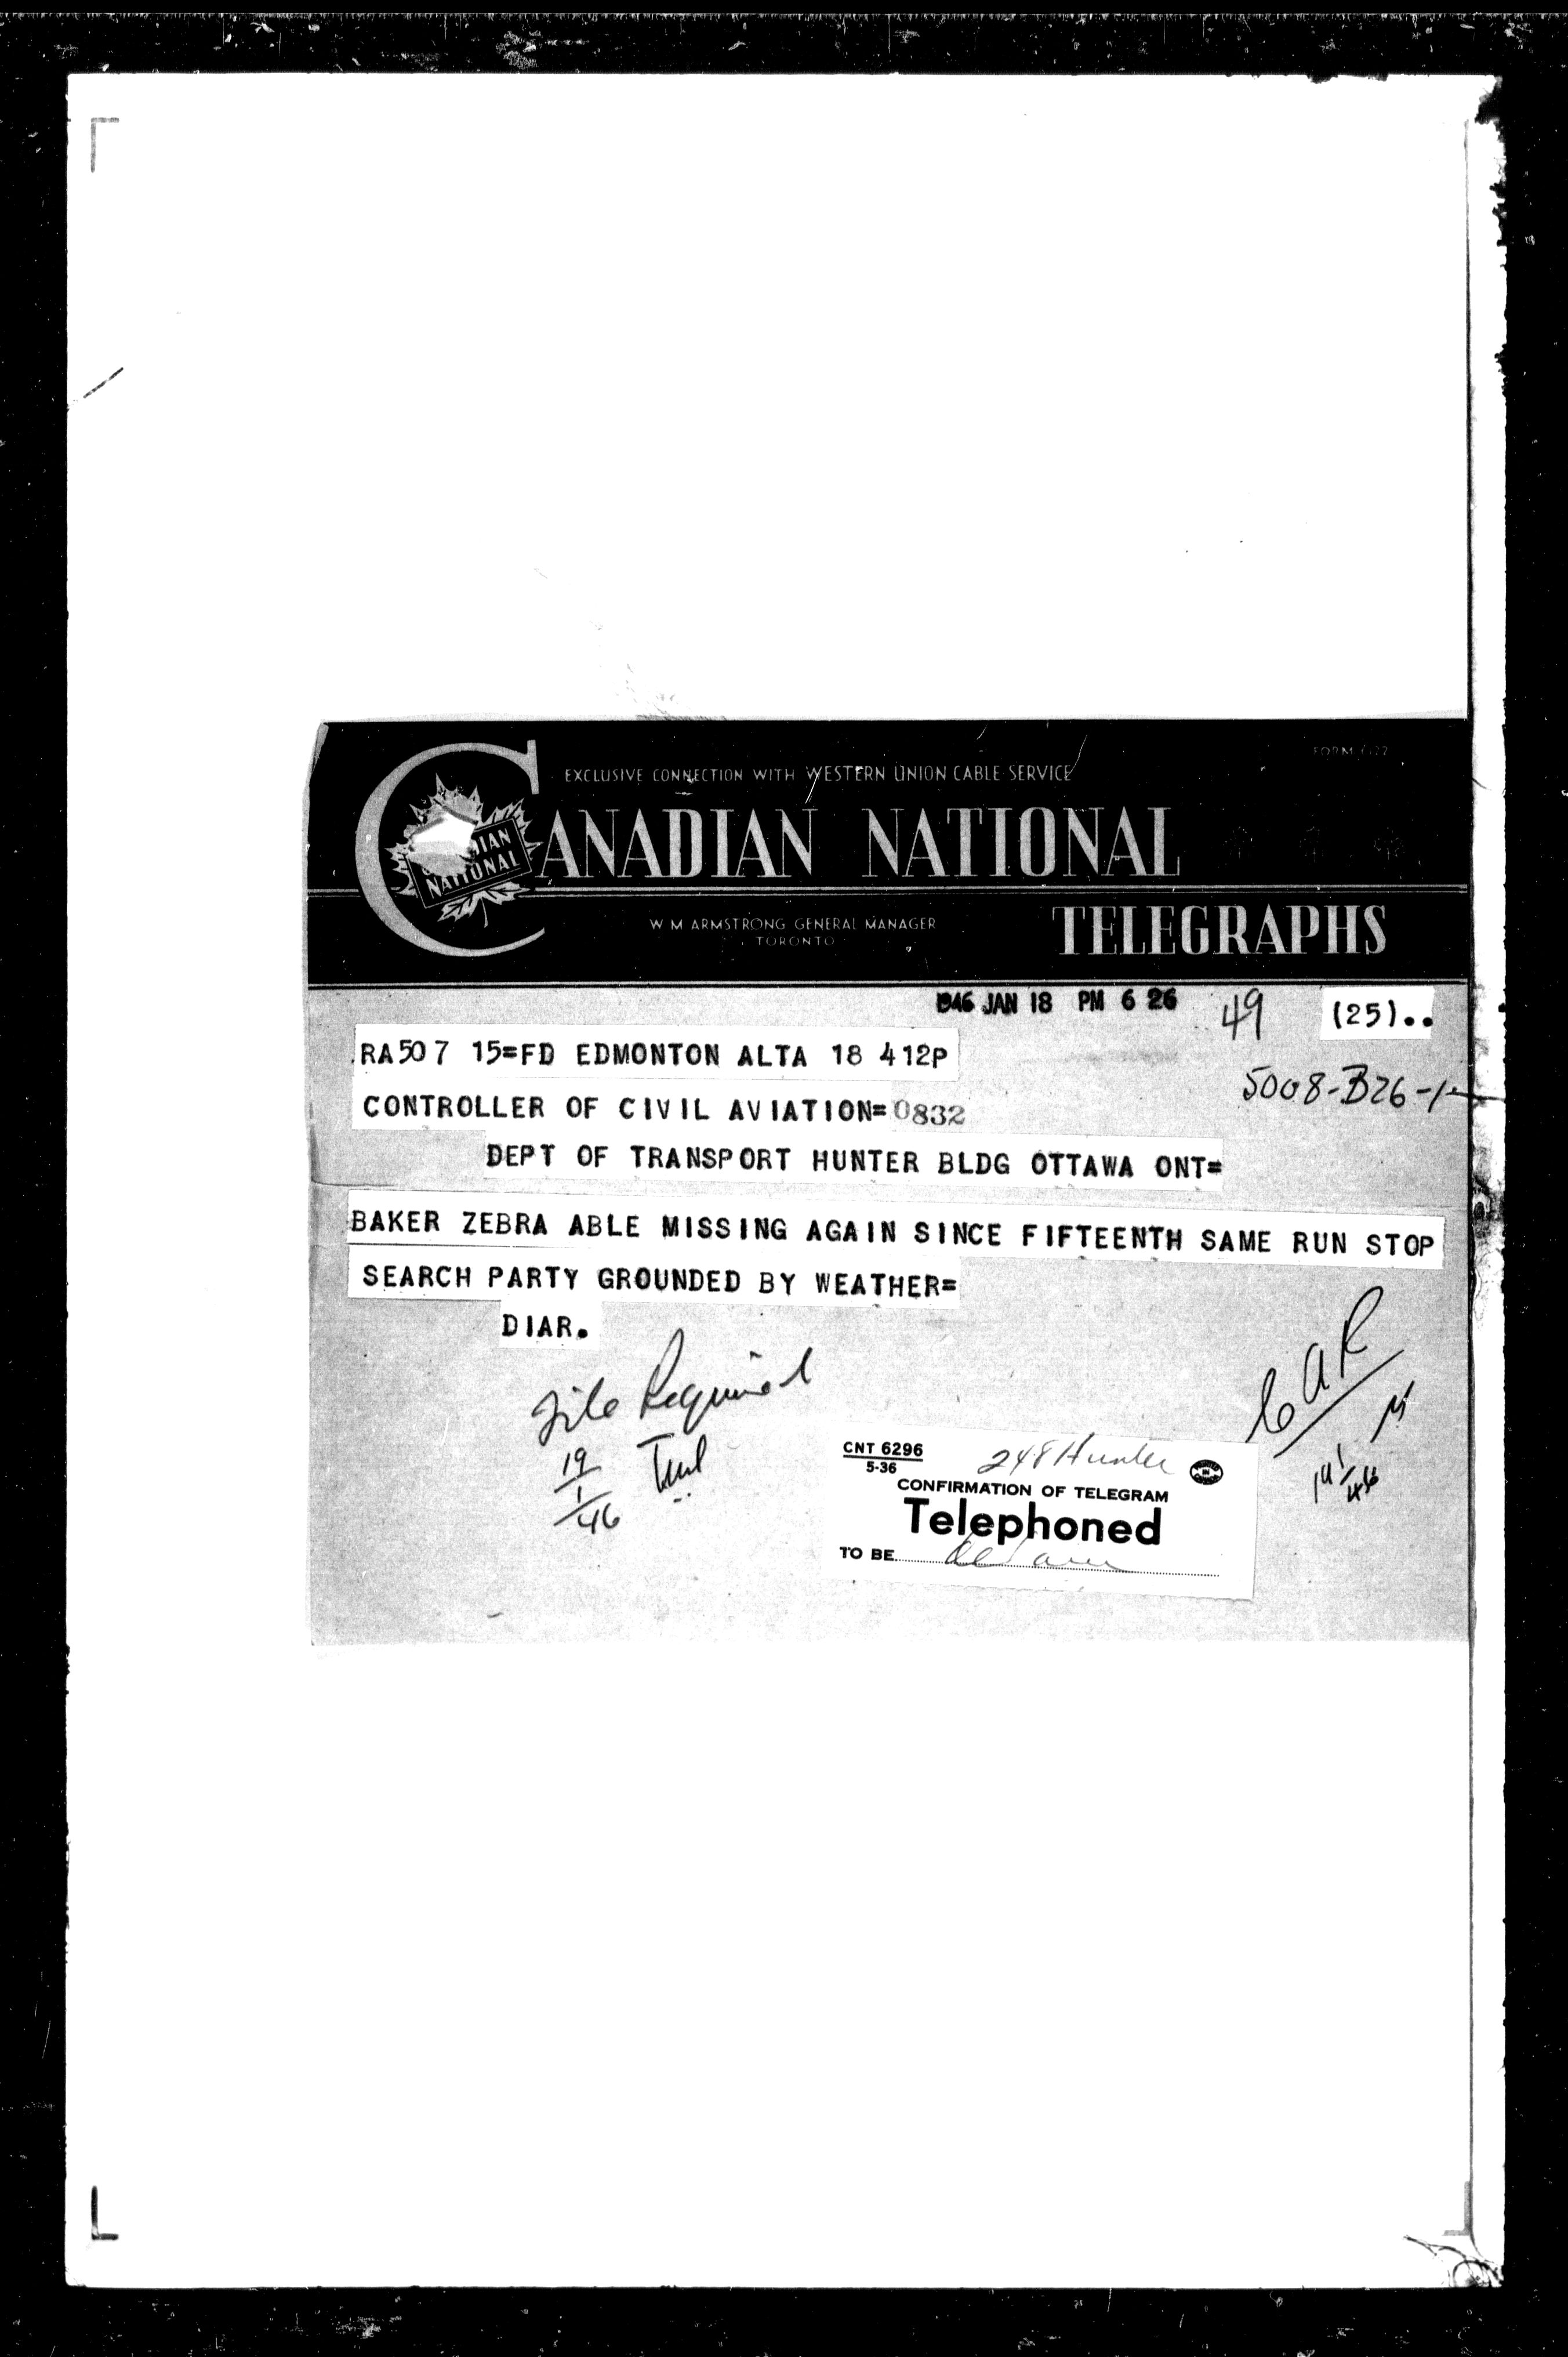 FORM 6122
EXCLUSIVE CONNECTION WITH WESTERN UNION CABLE SERVICE
CANADIAN NATIONAL
NATIONAL
TELEGRAPHS
W M ARMSTRONG GENERAL MANAGER
TORONTO
1946 JAN 18 PM 6 26
49
(25)..
RA507 15=FD EDMONTON ALTA 18 412P
5008-B26-1
CONTROLLER OF CIVIL AVIATION= 0832
DEPT OF TRANSPORT HUNTER BLDG OTTAWA ONT=
BAKER ZEBRA ABLE MISSING AGAIN SINCE FIFTEENTH SAME RUN STOP
SEARCH PARTY GROUNDED BY WEATHER=
DIAR.
File Required
19
1
46
CAR
CNT 6296
5-36
248 Hunter
CONFIRMATION OF TELEGRAM
Telephoned
TO BE